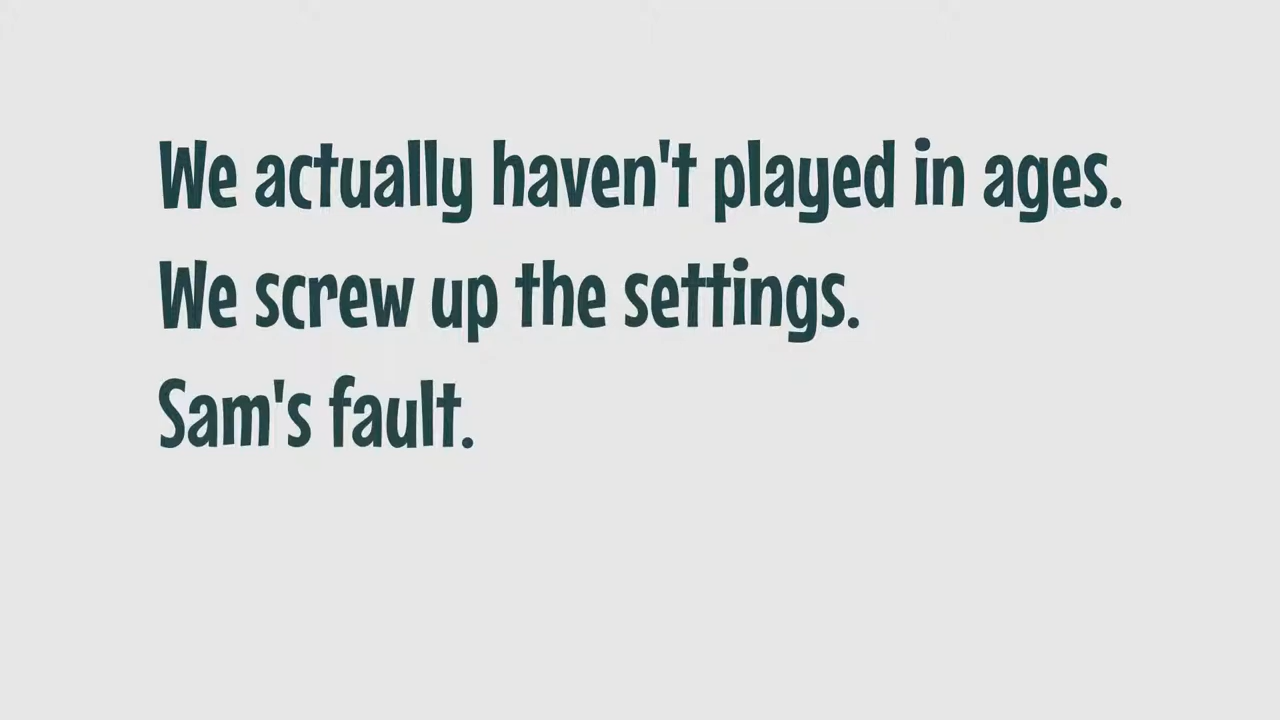 We actually haven't played in ages.
We screw up the settings.
Sam's fault.